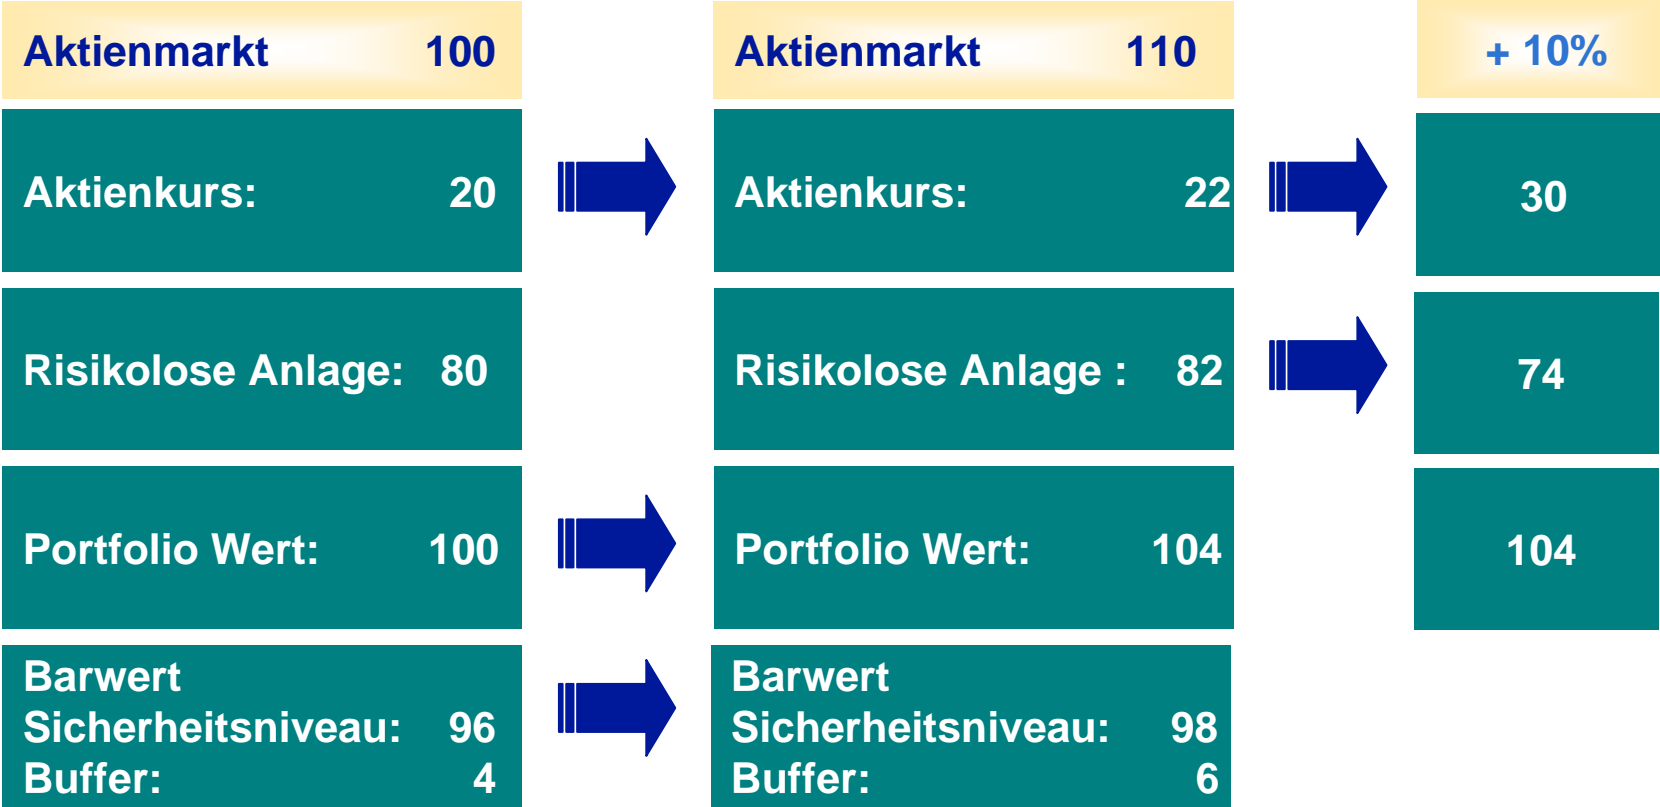 Aktienmarkt 100
Aktienmarkt 110
+ 10%
Aktienkurs: 20
Aktienkurs: 22
30
Risikolose Anlage: 80
Risikolose Anlage : 82
74
Portfolio Wert: 100
Portfolio Wert: 104
104
Barwert
Sicherheitsniveau: 96
Buffer: 4
Barwert
Sicherheitsniveau: 98
Buffer: 6